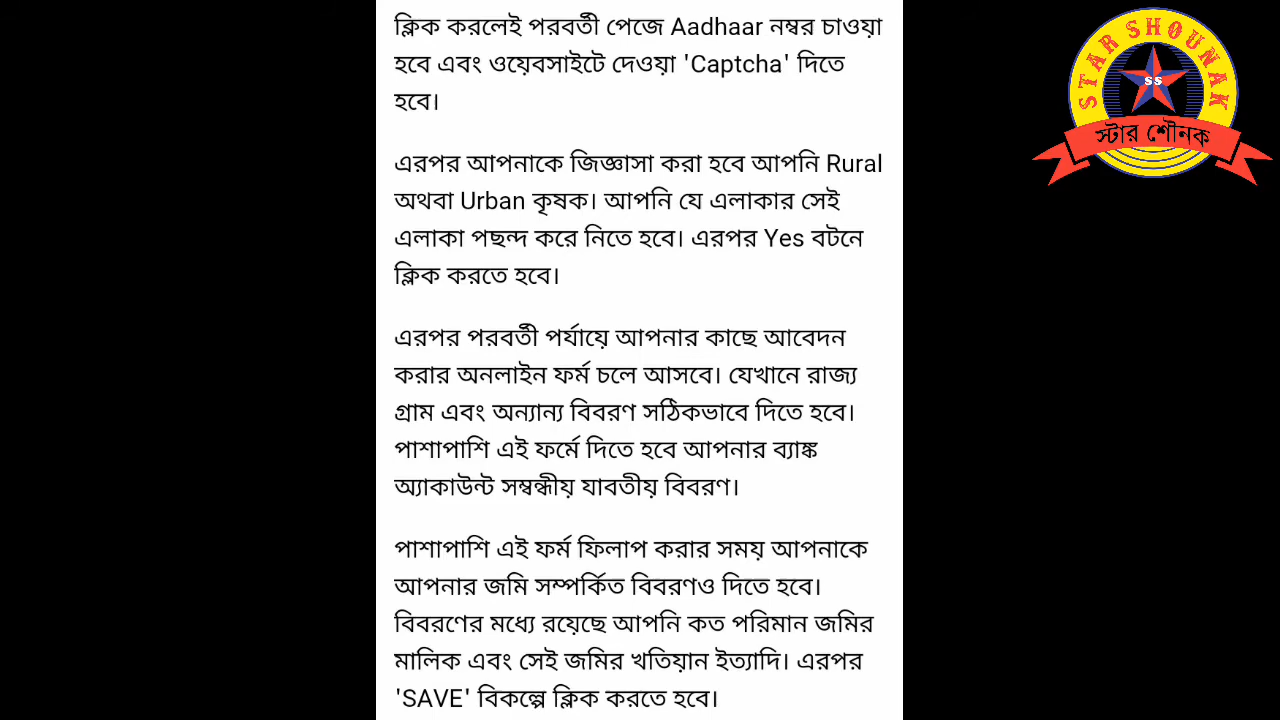 ক্লিক করলেই পরবর্তী পেজে Aadhaar নম্বর চাওয়া
হবে এবং ওয়েবসাইটে দেওয়া 'Captcha' দিতে
হবে।
এরপর আপনাকে জিজ্ঞাসা করা হবে আপনি Rural
অথবা Urban কৃষক। আপনি যে এলাকার সেই
এলাকা পছন্দ করে নিতে হবে। এরপর Yes বটনে
ক্লিক করতে হবে।
এরপর পরবর্তী পর্যায়ে আপনার কাছে আবেদন
করার অনলাইন ফর্ম চলে আসবে। যেখানে রাজ্য
গ্রাম এবং অন্যান্য বিবরণ সঠিকভাবে দিতে হবে।
পাশাপাশি এই ফর্মে দিতে হবে আপনার ব্যাঙ্ক
অ্যাকাউন্ট সম্বন্ধীয় যাবতীয় বিবরণ।
পাশাপাশি এই ফর্ম ফিলাপ করার সময় আপনাকে
আপনার জমি সম্পর্কিত বিবরণও দিতে হবে।
বিবরণের মধ্যে রয়েছে আপনি কত পরিমান জমির
মালিক এবং সেই জমির খতিয়ান ইত্যাদি। এরপর
'SAVE' বিকল্পে ক্লিক করতে হবে।
STAR SHOUNAK
SS
স্টার শৌনক